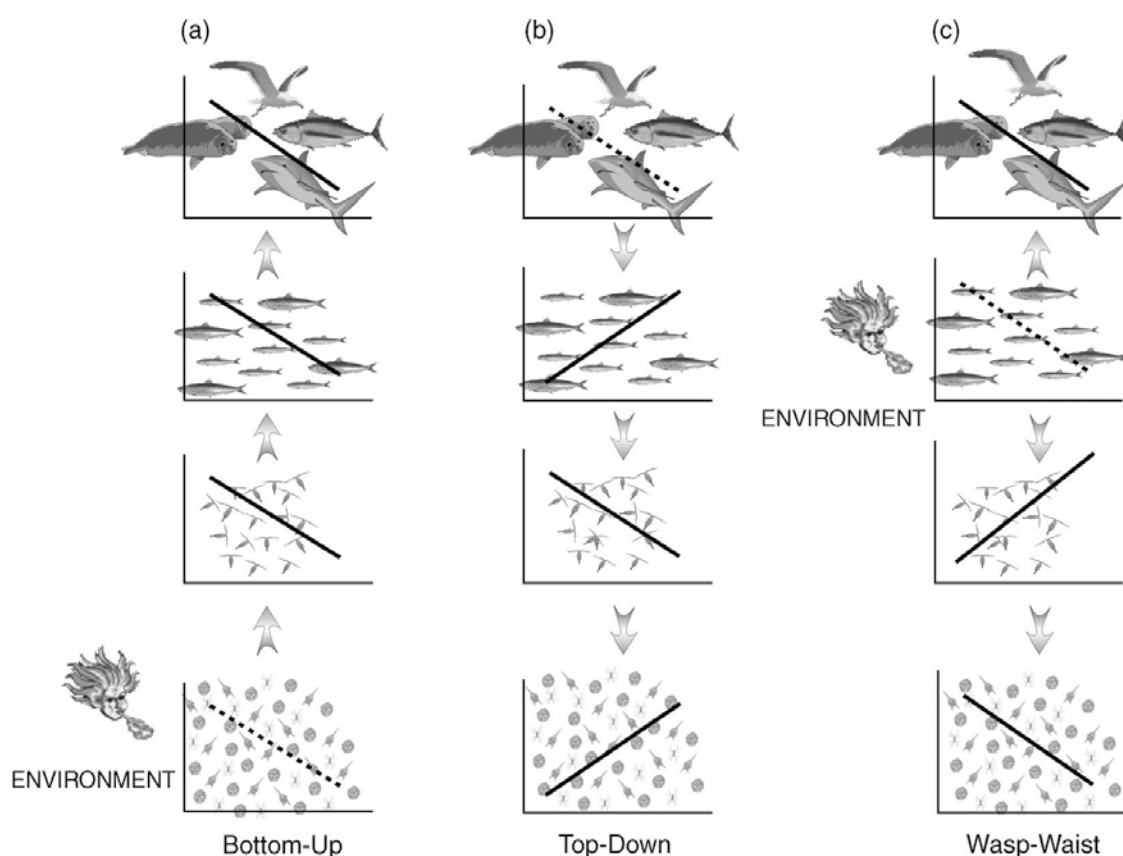 (a)
(b)
(c)
ENVIRONMENT
ENVIRONMENT
Bottom-Up
Top-Down
Wasp-Waist